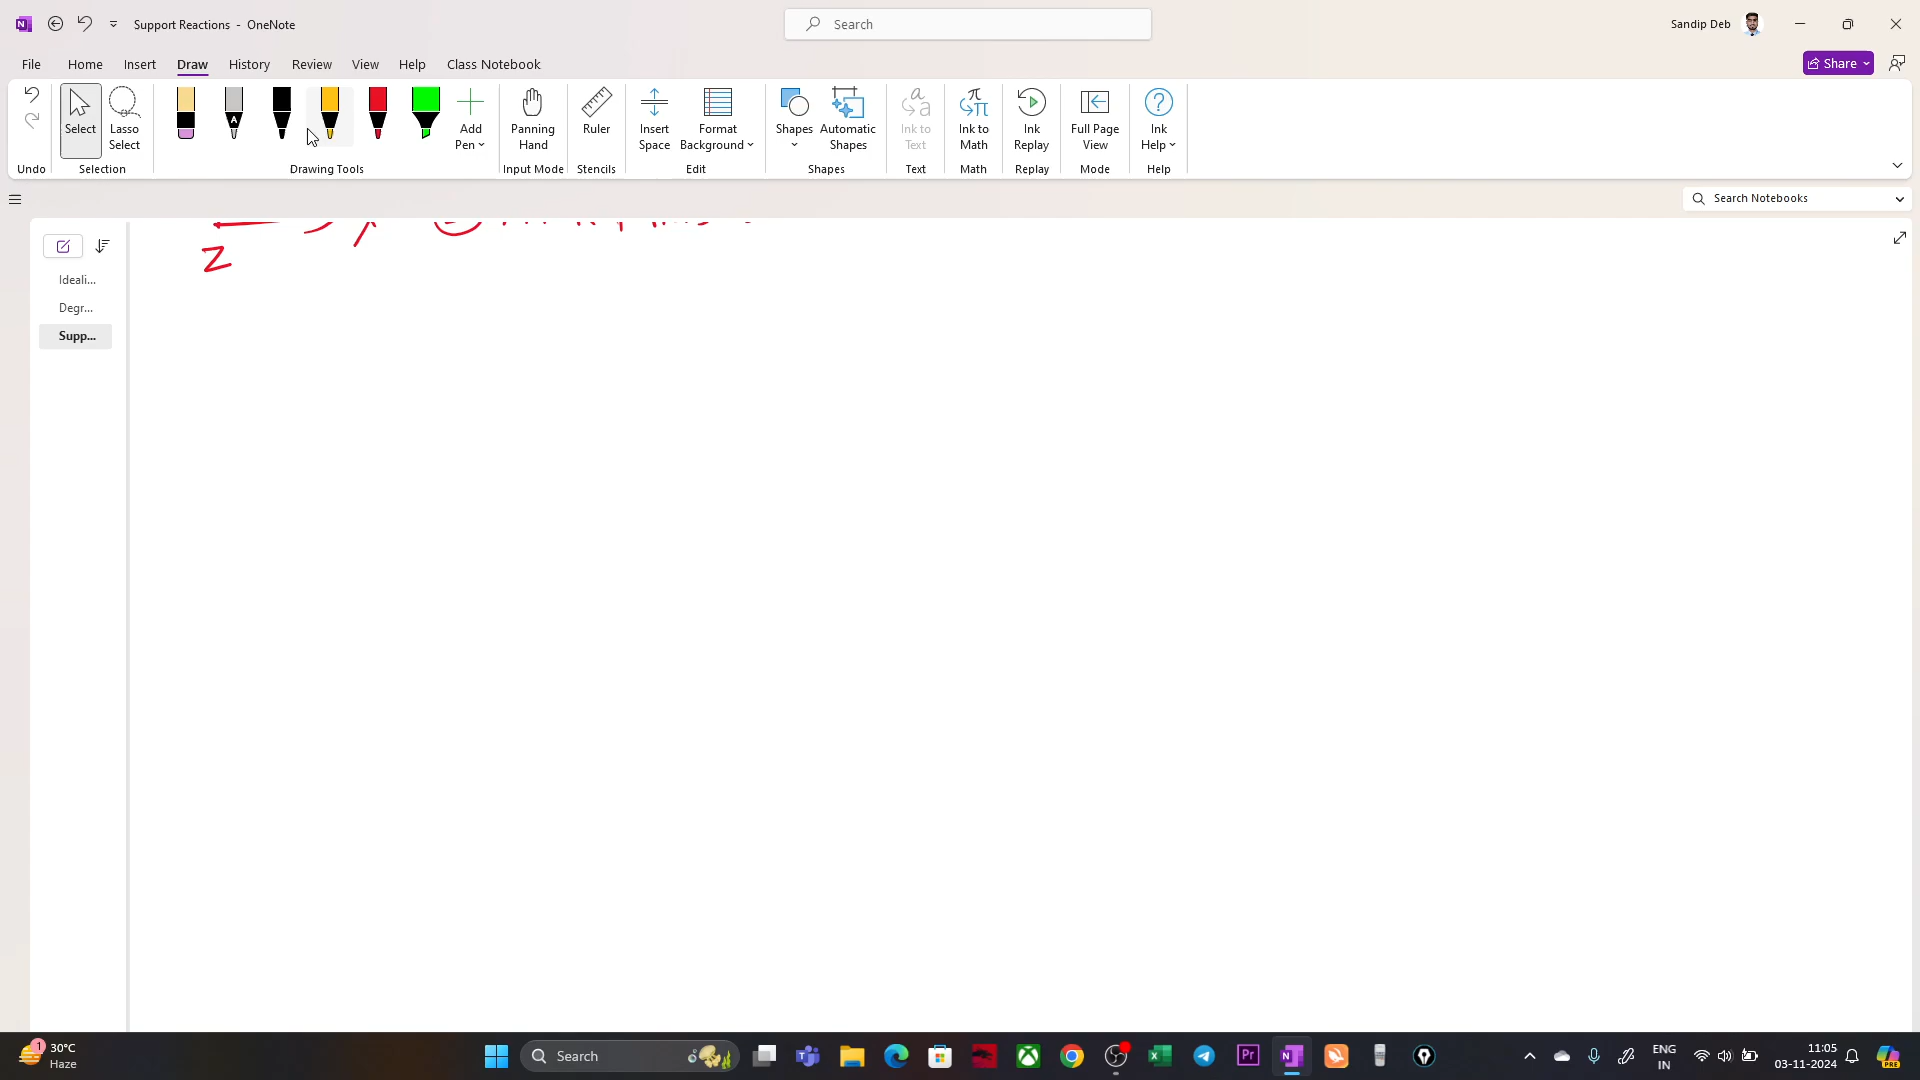 Support Reactions - OneNote
Search
Sandip Deb
File Home Insert Draw History Review View Help Class Notebook
Share
Select
Lasso Select
A
Add Pen
Panning Hand
Ruler
Insert Space
Format Background
Shapes
Automatic Shapes
Ink to Text
Ink to Math
Ink Replay
Full Page View
Ink Help
Undo Selection Drawing Tools Input Mode Stencils Edit Shapes Text Math Replay Mode Help
Search Notebooks
Ideali...
Degr...
Supp...
z
1
30°C
Haze
Search
Pr
ENG
IN
11:05
03-11-2024
PRE